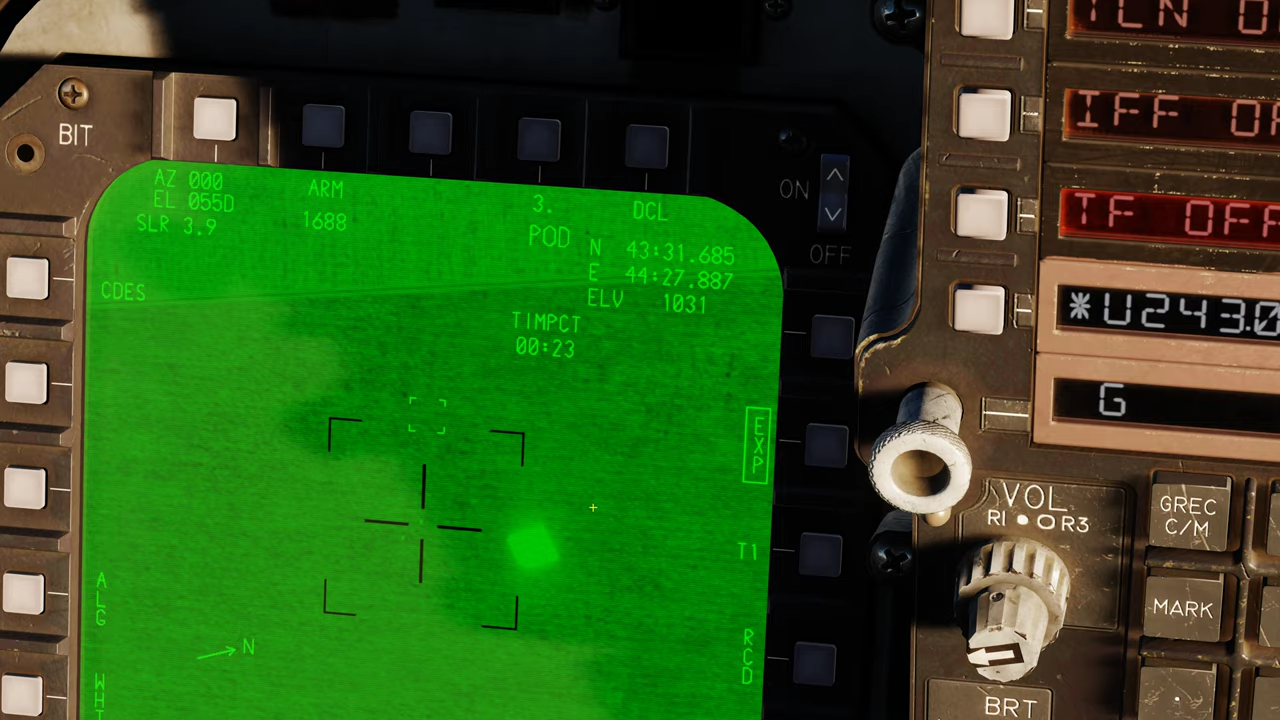 BIT
AZ 000
EL 055D
SLR 3.9
ARM
1688
3.
POD
DCL
N 43:31.685
E 44:27.887
ELV 1031
TIMPCT
00:23
CDES
EXP
T1
RCD
ALG
N
ON
OFF
IFF
TF OFF
*U243.0
G
VOL
R1 R3
GREC
C/M
MARK
BRT